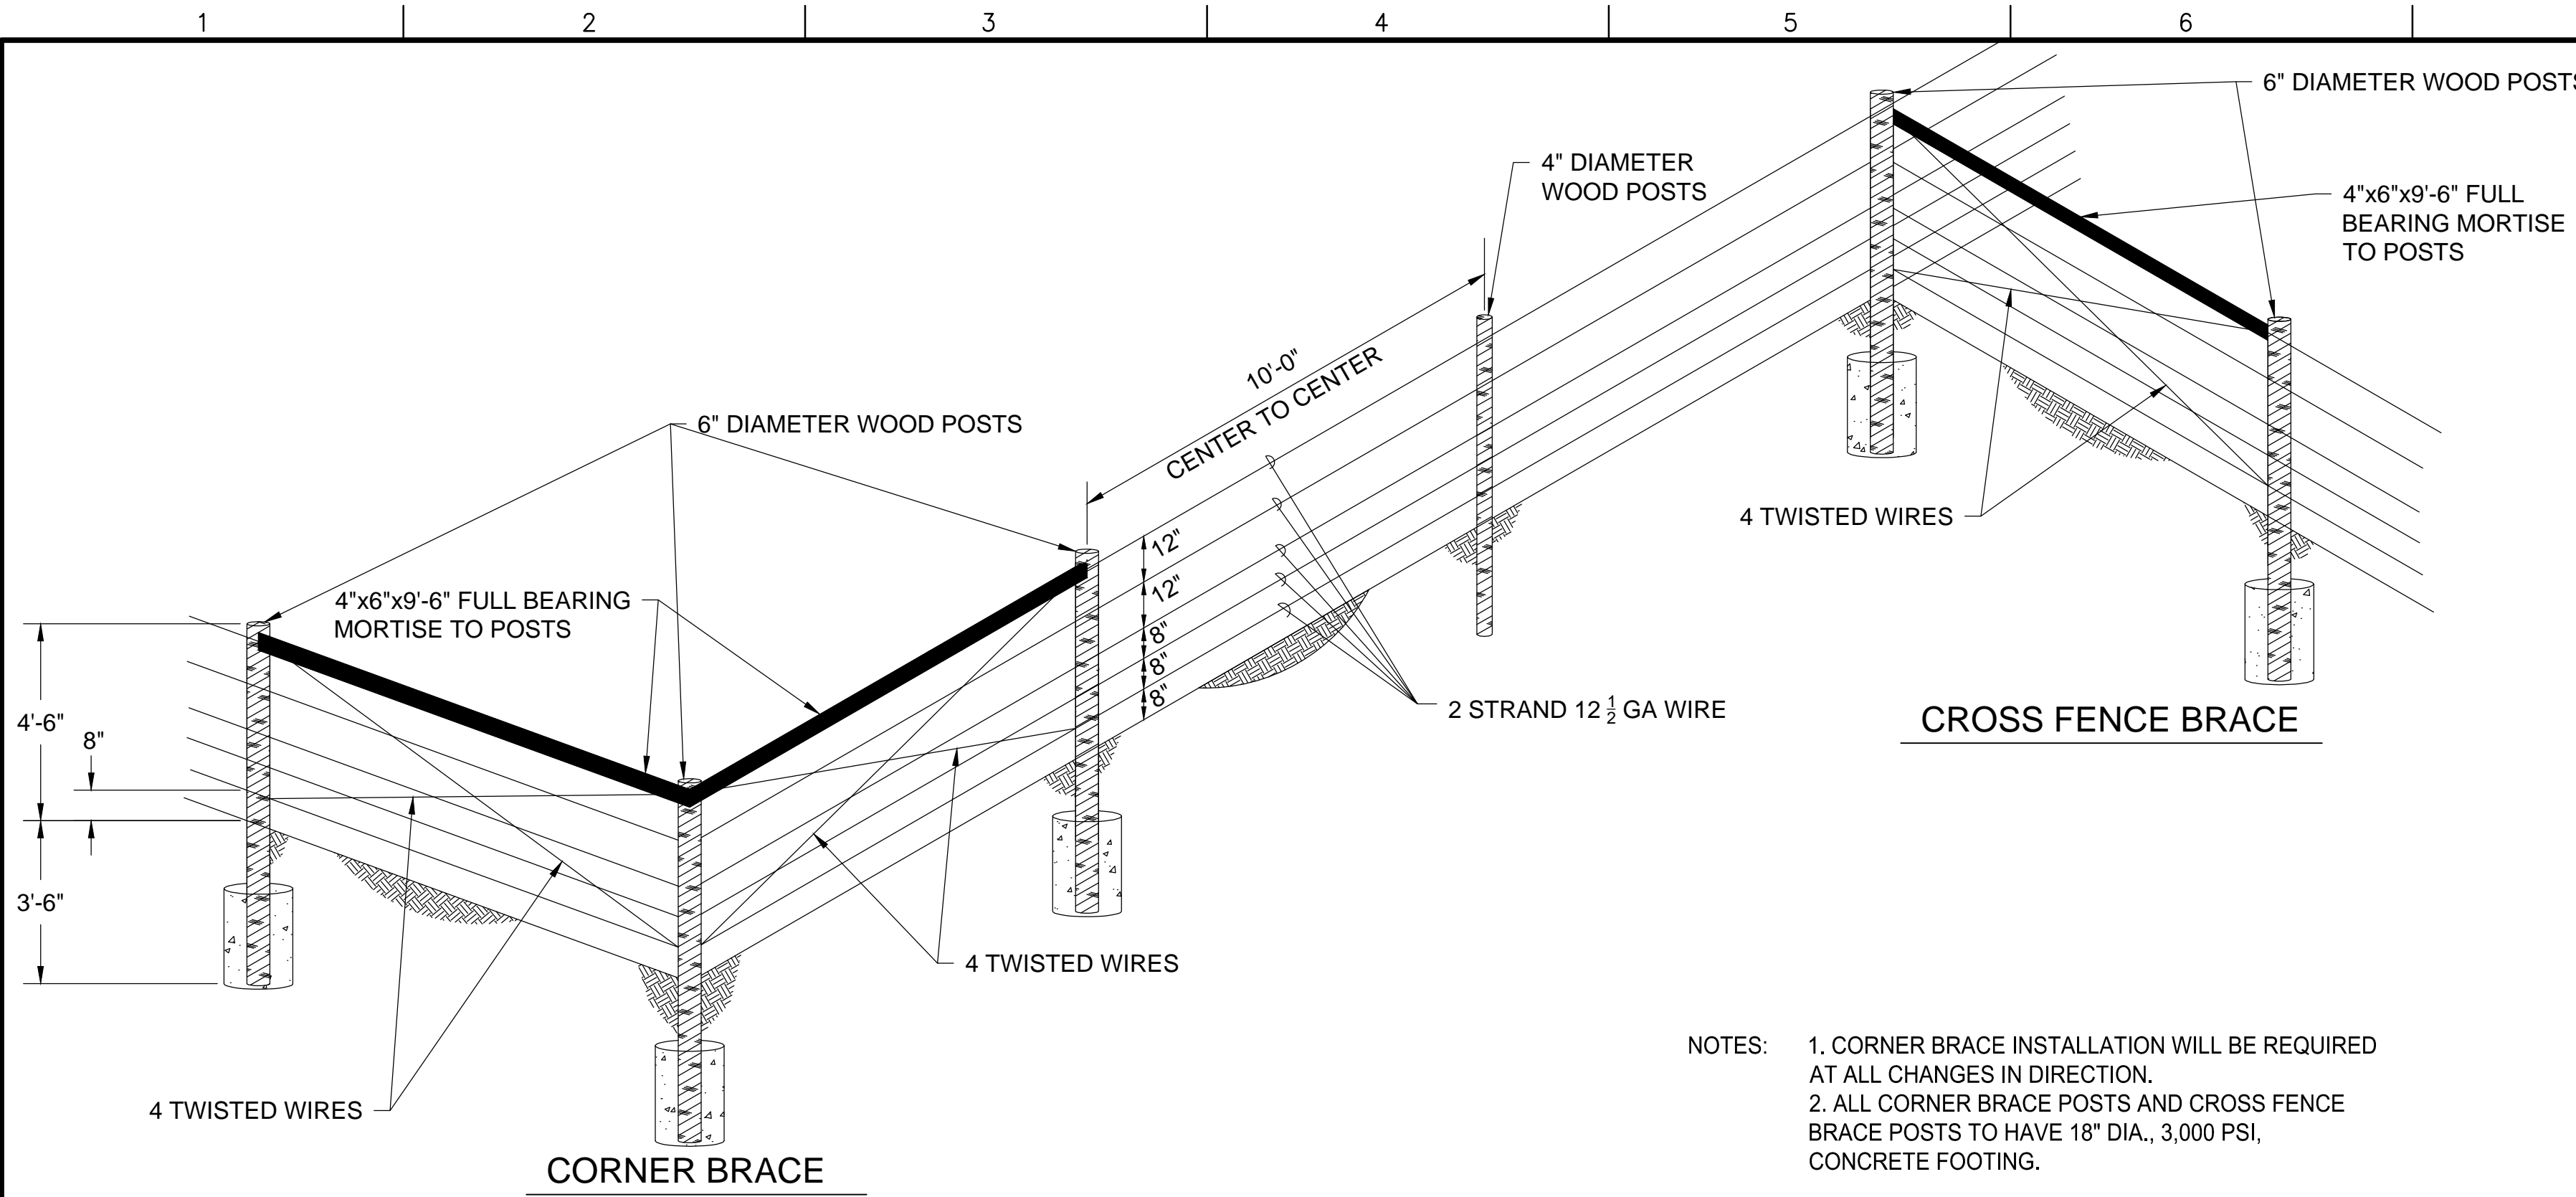 1
2
3
4
5
6
6" DIAMETER WOOD POSTS
4" DIAMETER
WOOD POSTS
4"x6"x9'-6" FULL
BEARING MORTISE
TO POSTS
10'-0"
CENTER TO CENTER
6" DIAMETER WOOD POSTS
4 TWISTED WIRES
12"
12"
8"
8"
8"
4"x6"x9'-6" FULL BEARING
MORTISE TO POSTS
2 STRAND 12 ½ GA WIRE
CROSS FENCE BRACE
4'-6"
8"
3'-6"
4 TWISTED WIRES
4 TWISTED WIRES
CORNER BRACE
NOTES: 1. CORNER BRACE INSTALLATION WILL BE REQUIRED
AT ALL CHANGES IN DIRECTION.
2. ALL CORNER BRACE POSTS AND CROSS FENCE
BRACE POSTS TO HAVE 18" DIA., 3,000 PSI,
CONCRETE FOOTING.